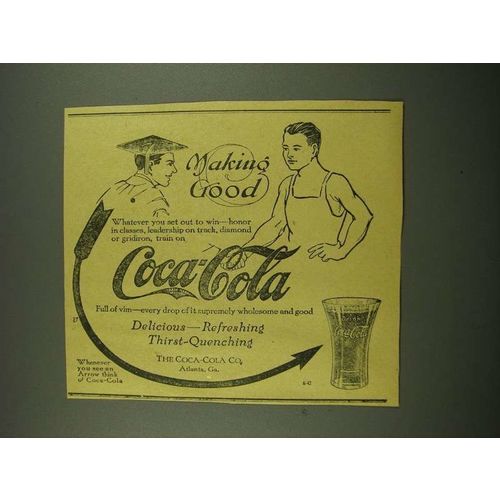 Making
Good
Whatever you set out to win—honor
in classes, leadership on track, diamond
or gridiron, train on
Coca-Cola
Full of vim—every drop of it supremely wholesome and good
Delicious—Refreshing
Thirst-Quenching
THE COCA-COLA CO.
Atlanta, Ga.
Whenever
you see an
Arrow think
of Coca-Cola
Coca-Cola